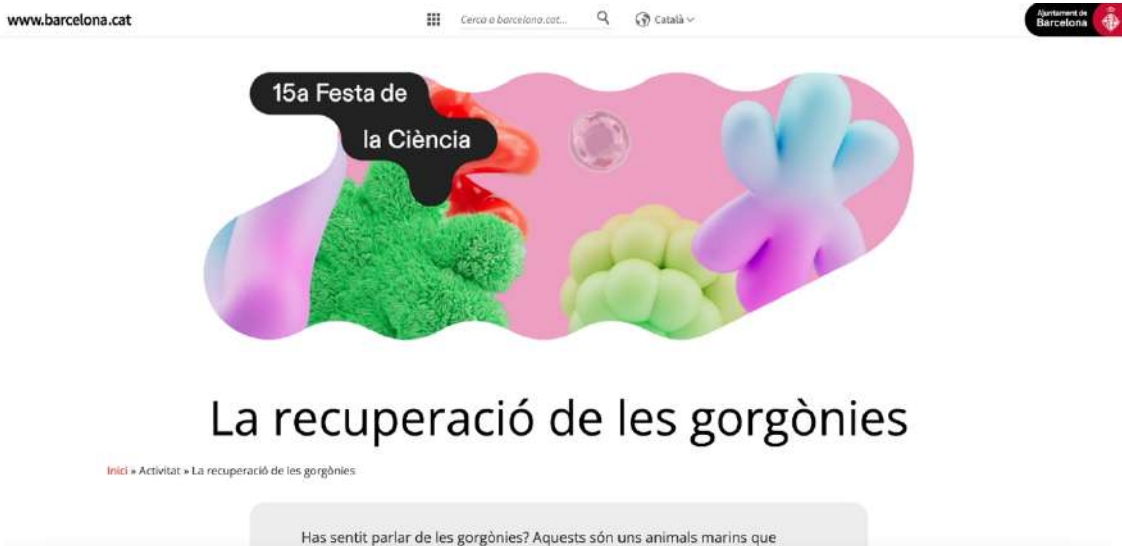 www.barcelona.cat
Cerca a barcelona.cat...
Català
Ajuntament de
Barcelona
15a Festa de
la Ciència
La recuperació de les gorgònies
Inici » Activitat » La recuperació de les gorgònies
Has sentit parlar de les gorgònies? Aquests són uns animals marins que